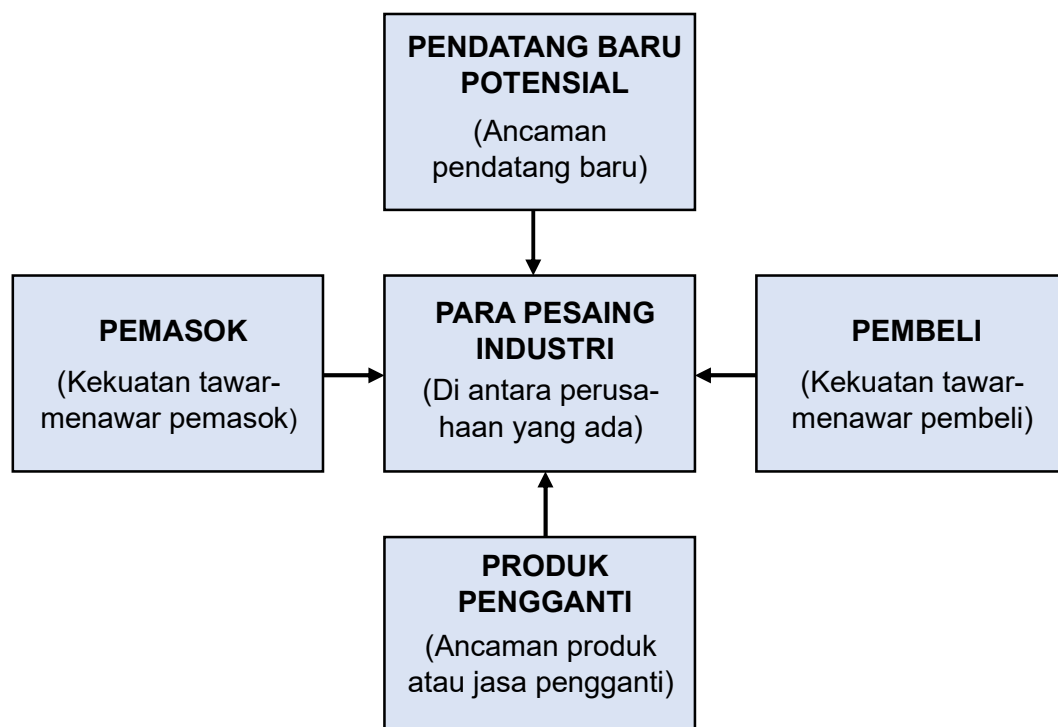 PENDATANG BARU
POTENSIAL
(Ancaman
pendatang baru)
PEMASOK
(Kekuatan tawar-
menawar pemasok)
PARA PESAING
INDUSTRI
(Di antara perusa-
haan yang ada)
PEMBELI
(Kekuatan tawar-
menawar pembeli)
PRODUK
PENGGANTI
(Ancaman produk
atau jasa pengganti)